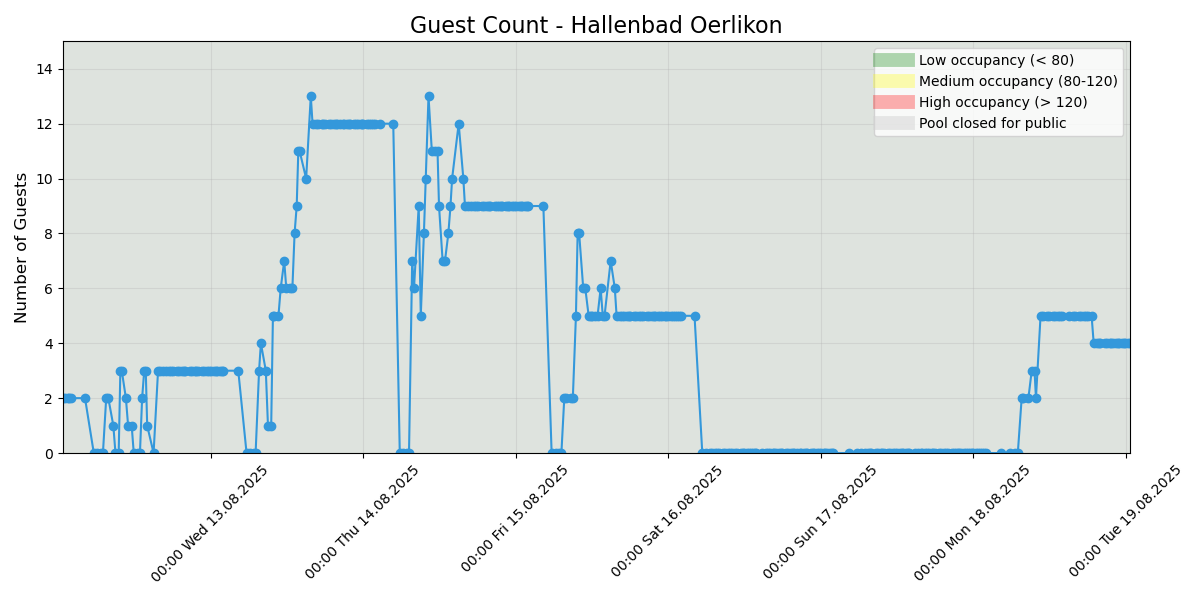 Guest Count - Hallenbad Oerlikon
Low occupancy (< 80)
Medium occupancy (80-120)
High occupancy (> 120)
Pool closed for public
Number of Guests
14
12
10
8
6
4
2
0
00:00 Wed 13.08.2025
00:00 Thu 14.08.2025
00:00 Fri 15.08.2025
00:00 Sat 16.08.2025
00:00 Sun 17.08.2025
00:00 Mon 18.08.2025
00:00 Tue 19.08.2025